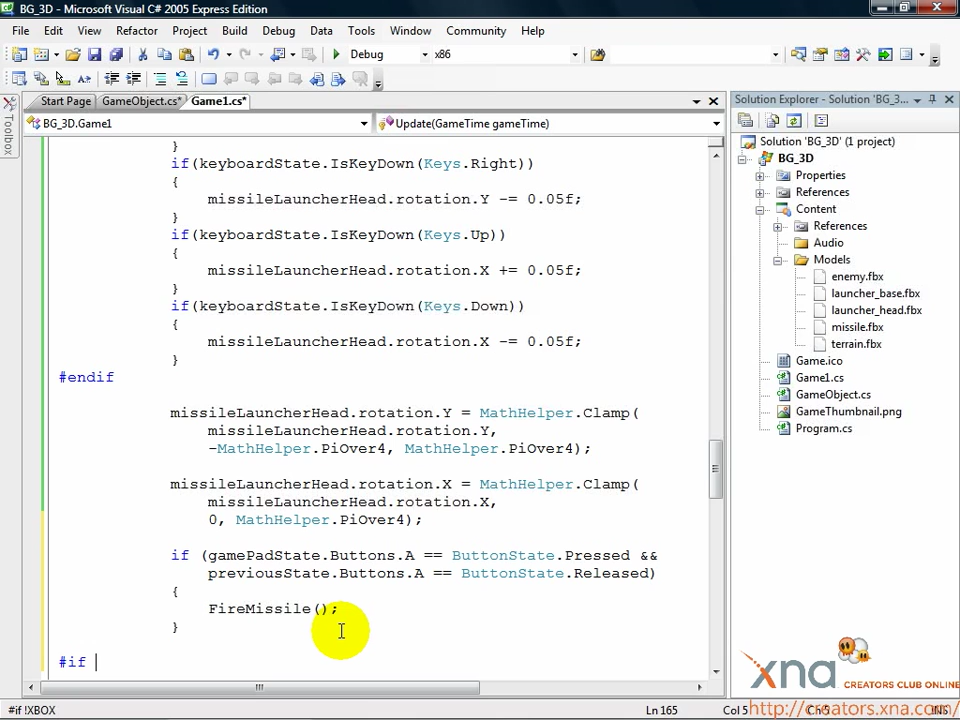 BG_3D - Microsoft Visual C# 2005 Express Edition
File Edit View Refactor Project Build Debug Data Tools Window Community Help
Debug x86
Start Page GameObject.cs* Game1.cs*
Solution Explorer - Solution 'BG_3...
BG_3D.Game1 Update(GameTime gameTime)
Toolbox
}
if(keyboardState.IsKeyDown(Keys.Right))
{
missileLauncherHead.rotation.Y -= 0.05f;
}
if(keyboardState.IsKeyDown(Keys.Up))
{
missileLauncherHead.rotation.X += 0.05f;
}
if(keyboardState.IsKeyDown(Keys.Down))
{
missileLauncherHead.rotation.X -= 0.05f;
}
#endif
missileLauncherHead.rotation.Y = MathHelper.Clamp(
missileLauncherHead.rotation.Y,
-MathHelper.PiOver4, MathHelper.PiOver4);
missileLauncherHead.rotation.X = MathHelper.Clamp(
missileLauncherHead.rotation.X,
0, MathHelper.PiOver4);
if (gamePadState.Buttons.A == ButtonState.Pressed &&
previousState.Buttons.A == ButtonState.Released)
{
FireMissile();
}
#if
Solution 'BG_3D' (1 project)
BG_3D
Properties
References
Content
References
Audio
Models
enemy.fbx
launcher_base.fbx
launcher_head.fbx
missile.fbx
terrain.fbx
Game.ico
Game1.cs
GameObject.cs
GameThumbnail.png
Program.cs
xna CREATORS CLUB ONLINE
http://creators.xna.com/
#if !XBOX Ln 165 Col 5 Ch 5 INS